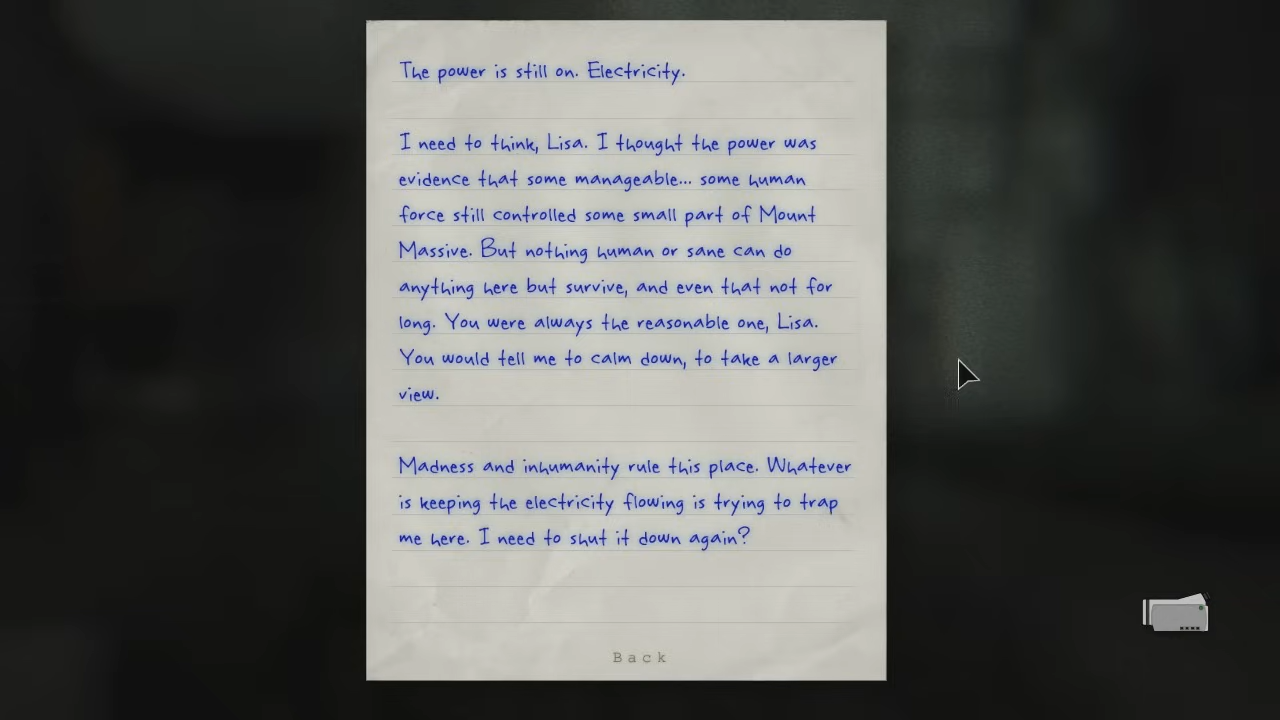 The power is still on. Electricity.
I need to think, Lisa. I thought the power was
evidence that some manageable... some human
force still controlled some small part of Mount
Massive. But nothing human or sane can do
anything here but survive, and even that not for
long. You were always the reasonable one, Lisa.
You would tell me to calm down, to take a larger
view.
Madness and inhumanity rule this place. Whatever
is keeping the electricity flowing is trying to trap
me here. I need to shut it down again?
Back